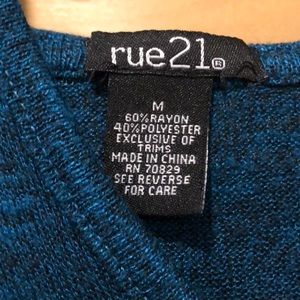 rue21®
M
60%RAYON
40%POLYESTER
EXCLUSIVE OF
TRIMS
MADE IN CHINA
RN 70829
SEE REVERSE
FOR CARE